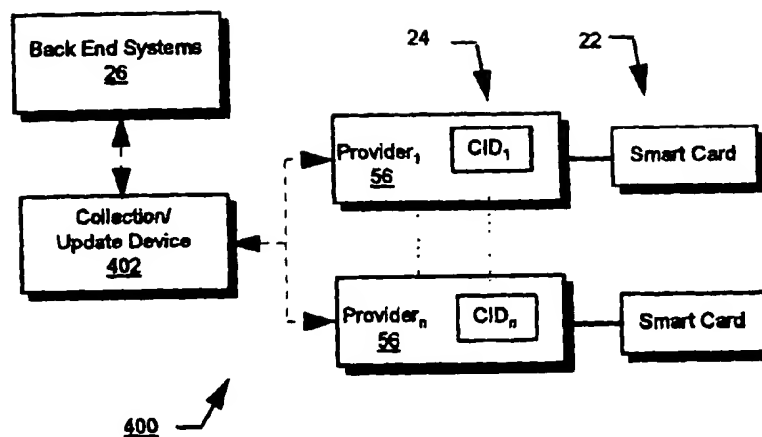 24
22
Back End Systems
26
Provider1
56
CID1
Smart Card
Collection/
Update Device
402
Providern
56
CIDn
Smart Card
400